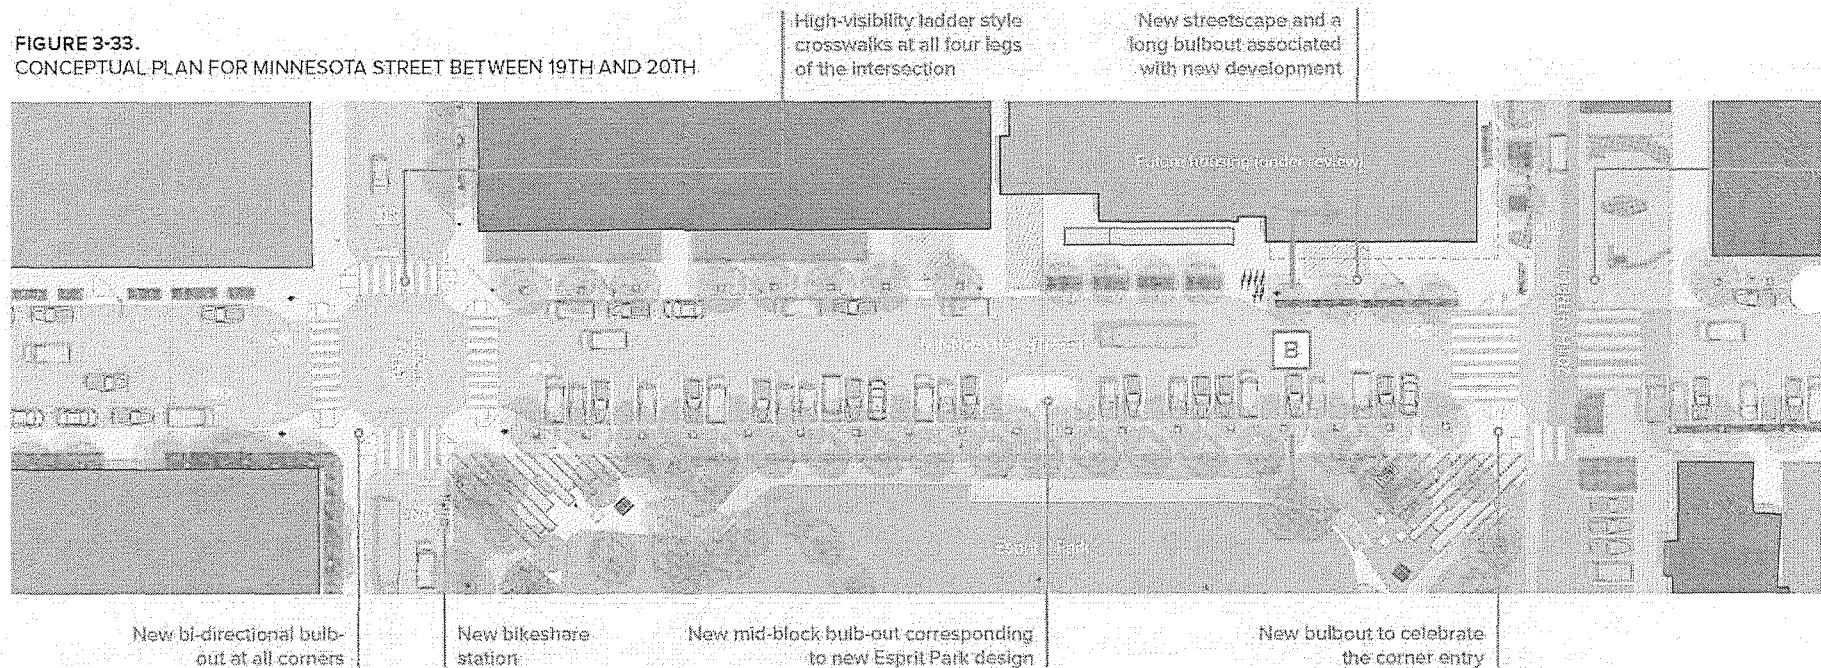 FIGURE 3-33.
CONCEPTUAL PLAN FOR MINNESOTA STREET BETWEEN 19TH AND 20TH
High-visibility ladder style
crosswalks at all four legs
of the intersection
New streetscape and a
long bulbout associated
with new development
Future housing (under review)
MINNESOTA STREET
B
20TH STREET
Esprit Park
New bi-directional bulb-
out at all corners
New bikeshare
station
New mid-block bulb-out corresponding
to new Esprit Park design
New bulbout to celebrate
the corner entry